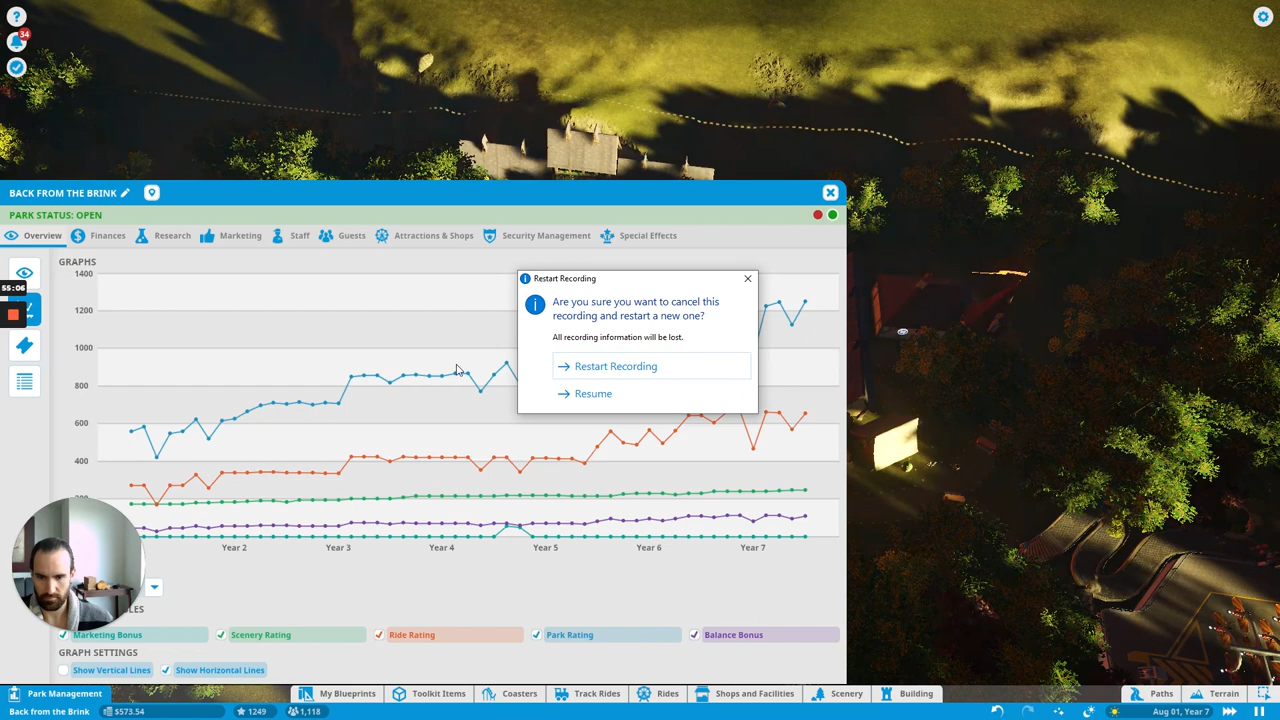 ?
34
BACK FROM THE BRINK
PARK STATUS: OPEN
Overview Finances Research Marketing Staff Guests Attractions & Shops Security Management Special Effects
GRAPHS
1400
1200
1000
800
600
400
55:06
Restart Recording
Are you sure you want to cancel this
recording and restart a new one?
All recording information will be lost.
Restart Recording
Resume
Year 2 Year 3 Year 4 Year 5 Year 6 Year 7
Marketing Bonus Scenery Rating Ride Rating Park Rating Balance Bonus
GRAPH SETTINGS
Show Vertical Lines Show Horizontal Lines
Park Management My Blueprints Toolkit Items Coasters Track Rides Rides Shops and Facilities Scenery Building Paths Terrain
Back from the Brink $573.54 1249 1,118 Aug 01, Year 7